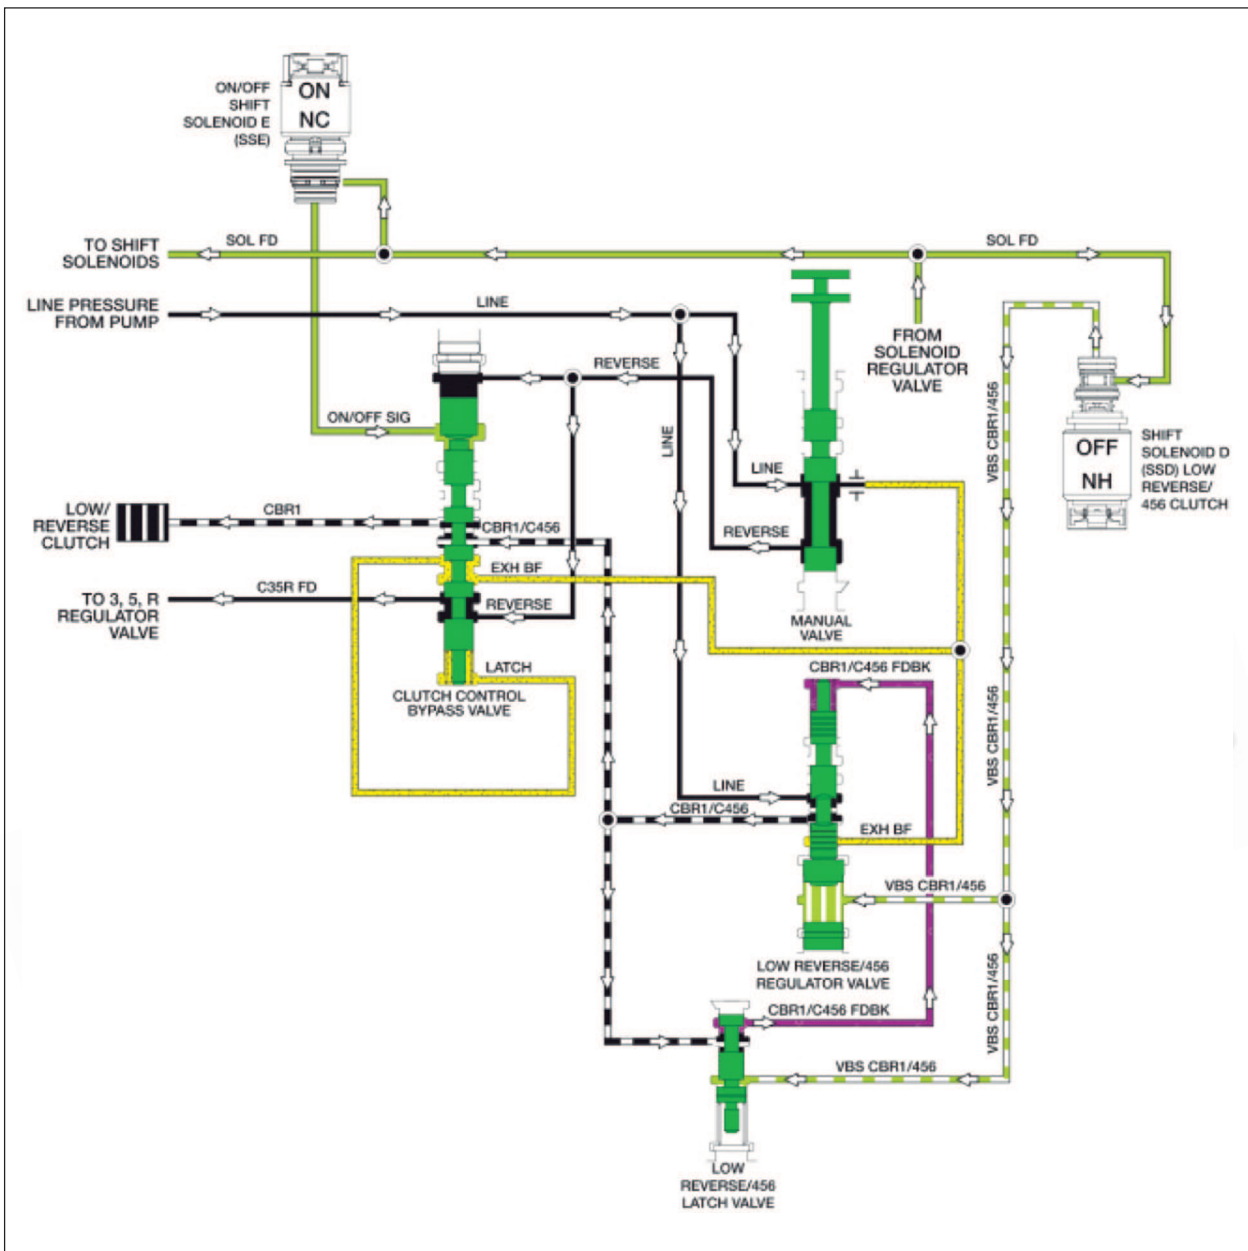 ON/OFF
SHIFT
SOLENOID E
(SSE)
ON
NC
TO SHIFT
SOLENOIDS
SOL FD
SOL FD
LINE PRESSURE
FROM PUMP
LINE
FROM
SOLENOID
REGULATOR
VALVE
REVERSE
ON/OFF SIG
LINE
LINE
VBS CBR1/456
OFF
NH
SHIFT
SOLENOID D
(SSD) LOW
REVERSE/
456 CLUTCH
LOW/
REVERSE
CLUTCH
CBR1
CBR1/C456
REVERSE
EXH BF
TO 3, 5, R
REGULATOR
VALVE
C35R FD
REVERSE
MANUAL
VALVE
LATCH
CLUTCH CONTROL
BYPASS VALVE
CBR1/C456 FDBK
VBS CBR1/456
LINE
CBR1/C456
EXH BF
VBS CBR1/456
LOW REVERSE/456
REGULATOR VALVE
VBS CBR1/456
CBR1/C456 FDBK
VBS CBR1/456
LOW
REVERSE/456
LATCH VALVE